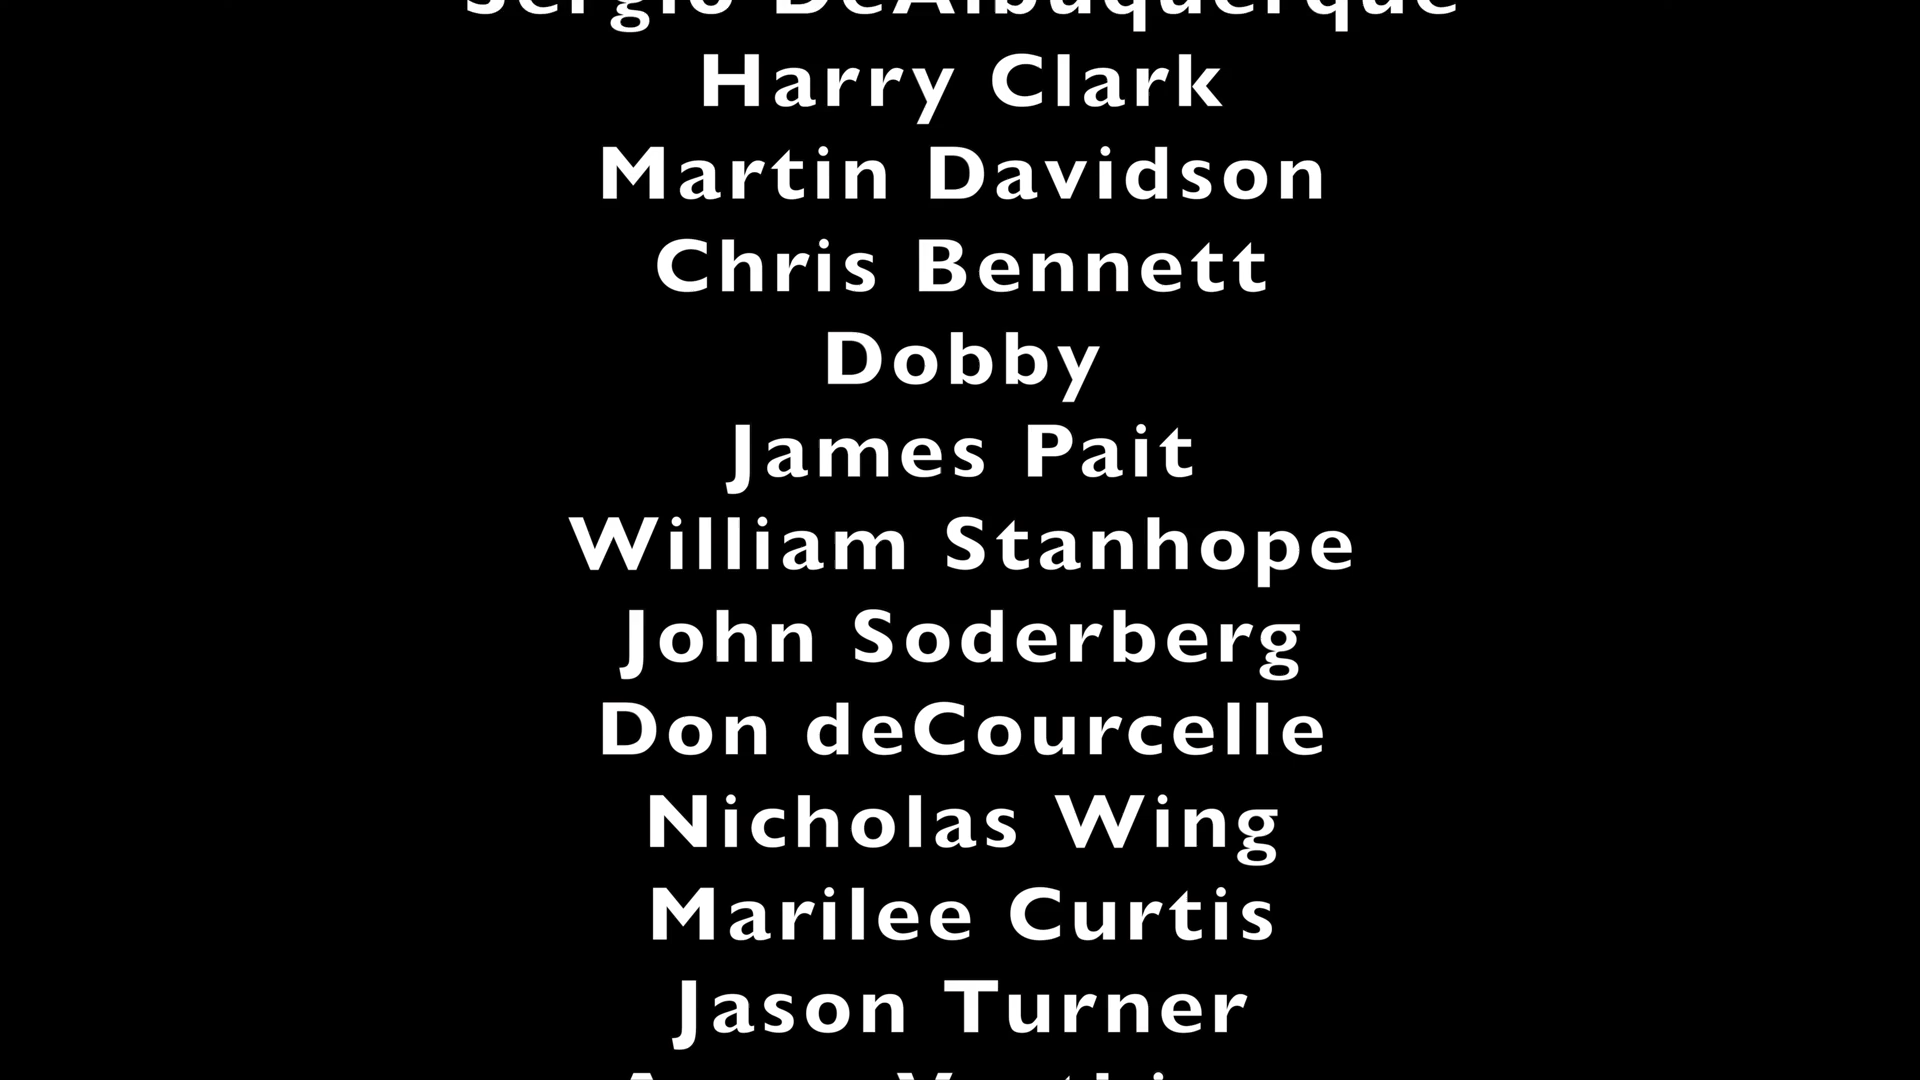 Sergio DeAlbuquerque
Harry Clark
Martin Davidson
Chris Bennett
Dobby
James Pait
William Stanhope
John Soderberg
Don deCourcelle
Nicholas Wing
Marilee Curtis
Jason Turner